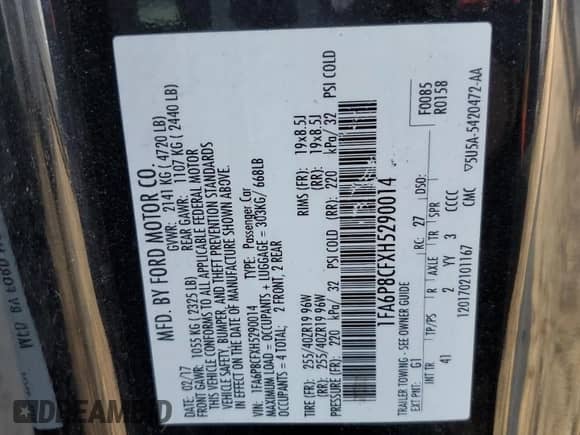 MFD. BY FORD MOTOR CO.
DATE: 02/17 GVWR: 2141 KG ( 4720 LB)
FRONT GAWR: 1055 KG ( 2325 LB) REAR GAWR: 1107 KG ( 2440 LB)
THIS VEHICLE CONFORMS TO ALL APPLICABLE FEDERAL MOTOR
VEHICLE SAFETY, BUMPER, AND THEFT PREVENTION STANDARDS
IN EFFECT ON THE DATE OF MANUFACTURE SHOWN ABOVE.
VIN: 1FA6P8CFXH5290014 TYPE: Passenger Car
MAXIMUM LOAD = OCCUPANTS + LUGGAGE = 303KG/ 668LB
OCCUPANTS = 4 TOTAL: 2 FRONT, 2 REAR
TIRE (FR): 255/40ZR19 96W RIMS (FR): 19x8.5J
(RR): 255/40ZR19 96W (RR): 19x8.5J
PRESSURE (FR): 220 kPa/ 32 PSI COLD (RR): 220 kPa/ 32 PSI COLD
1FA6P8CFXH5290014
TRAILER TOWING - SEE OWNER GUIDE
F0085
R0158
EXT PNT: G1 RC: 27 DSO:
INT TR TP/PS R AXLE TR SPR
41 2 YY 3 CCCC
1201702101167 CMC 5U5A-5420472-AA
AUTOHELPERBOT.COM